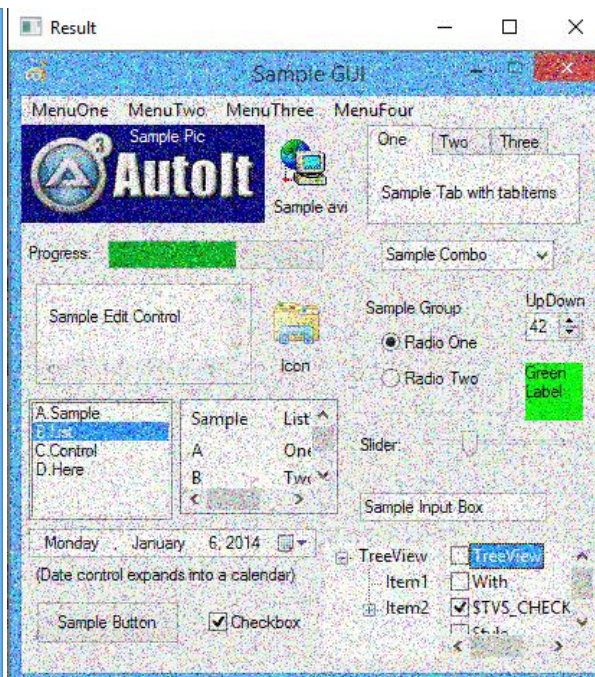 Result
Sample GUI
MenuOne MenuTwo MenuThree MenuFour
Sample Pic
AutoIt
3
Sample avi
One Two Three
Sample Tab with tabItems
Progress:
Sample Combo
Sample Edit Control
Icon
Sample Group
Radio One
Radio Two
UpDown
42
Green
Label
A.Sample
B.List
C.Control
D.Here
Sample List
A One
B Two
Slider:
Sample Input Box
Monday , January 6, 2014
(Date control expands into a calendar)
Sample Button
Checkbox
TreeView
Item1
Item2
TreeView
With
$TVS_CHECK
Style